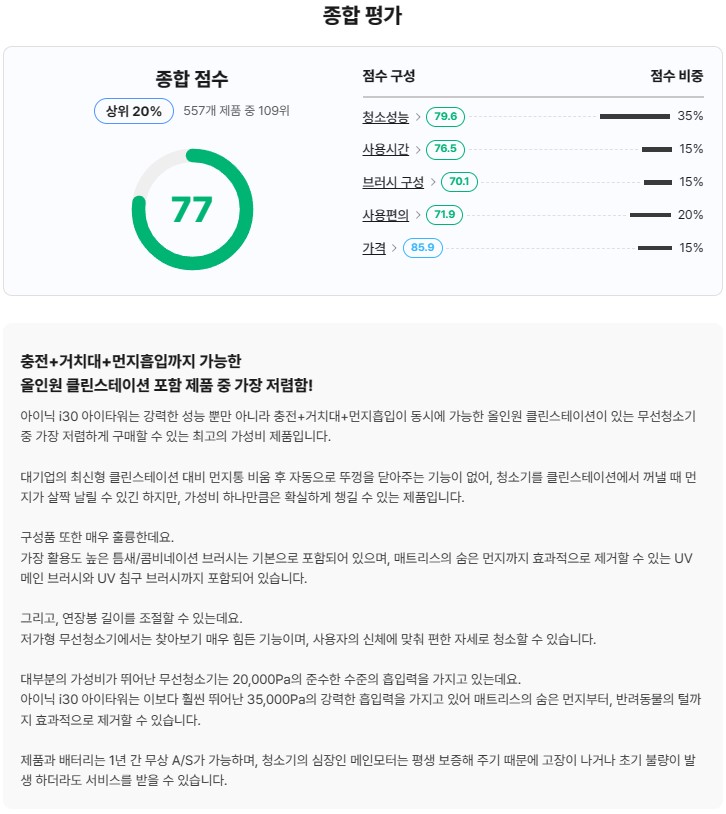 종합 평가
종합 점수
상위 20% 557개 제품 중 109위
77
점수 구성 점수 비중
청소성능 > 79.6 35%
사용시간 > 76.5 15%
브러시 구성 > 70.1 15%
사용편의 > 71.9 20%
가격 > 85.9 15%
충전+거치대+먼지흡입까지 가능한
올인원 클린스테이션 포함 제품 중 가장 저렴함!
아이닉 i30 아이타워는 강력한 성능 뿐만 아니라 충전+거치대+먼지흡입이 동시에 가능한 올인원 클린스테이션이 있는 무선청소기
중 가장 저렴하게 구매할 수 있는 최고의 가성비 제품입니다.
대기업의 최신형 클린스테이션 대비 먼지통 비움 후 자동으로 뚜껑을 닫아주는 기능이 없어, 청소기를 클린스테이션에서 꺼낼 때 먼
지가 살짝 날릴 수 있긴 하지만, 가성비 하나만큼은 확실하게 챙길 수 있는 제품입니다.
구성품 또한 매우 훌륭한데요.
가장 활용도 높은 틈새/콤비네이션 브러시는 기본으로 포함되어 있으며, 매트리스의 숨은 먼지까지 효과적으로 제거할 수 있는 UV
메인 브러시와 UV 침구 브러시까지 포함되어 있습니다.
그리고, 연장봉 길이를 조절할 수 있는데요.
저가형 무선청소기에서는 찾아보기 매우 힘든 기능이며, 사용자의 신체에 맞춰 편한 자세로 청소할 수 있습니다.
대부분의 가성비가 뛰어난 무선청소기는 20,000Pa의 준수한 수준의 흡입력을 가지고 있는데요.
아이닉 i30 아이타워는 이보다 훨씬 뛰어난 35,000Pa의 강력한 흡입력을 가지고 있어 매트리스의 숨은 먼지부터, 반려동물의 털까
지 효과적으로 제거할 수 있습니다.
제품과 배터리는 1년 간 무상 A/S가 가능하며, 청소기의 심장인 메인모터는 평생 보증해 주기 때문에 고장이 나거나 초기 불량이 발
생 하더라도 서비스를 받을 수 있습니다.